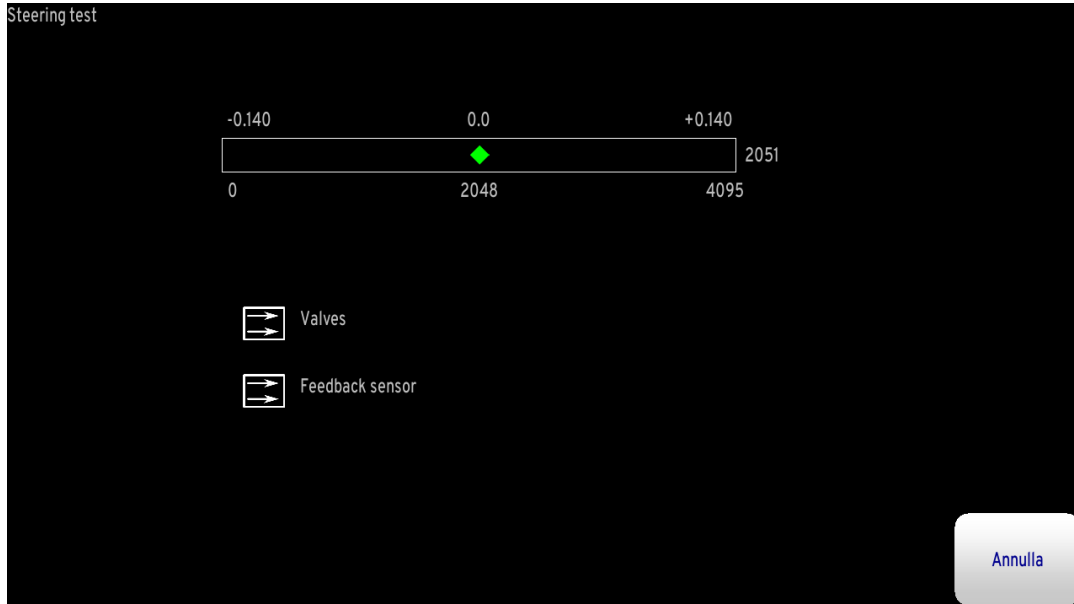 Steering test
-0.140 0.0 +0.140
2051
0 2048 4095
Valves
Feedback sensor
Annulla